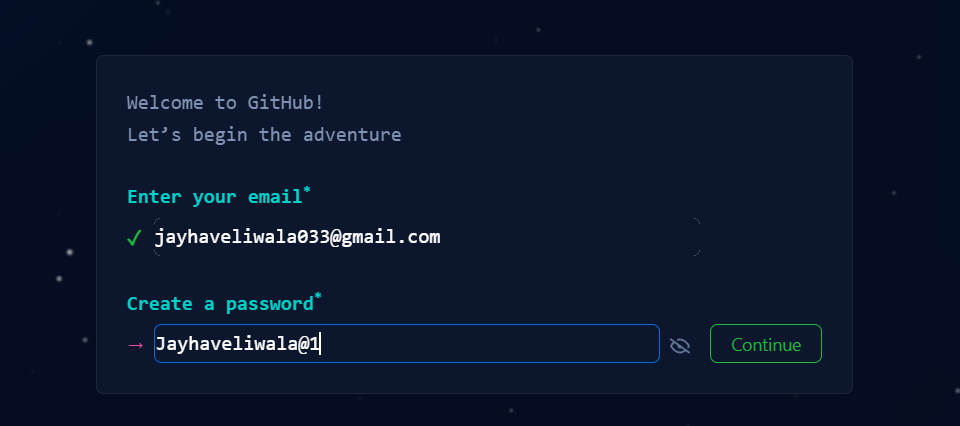 Welcome to GitHub!
Let’s begin the adventure
Enter your email*
✓ jayhaveliwala033@gmail.com
Create a password*
→ Jayhaveliwala@1
Continue